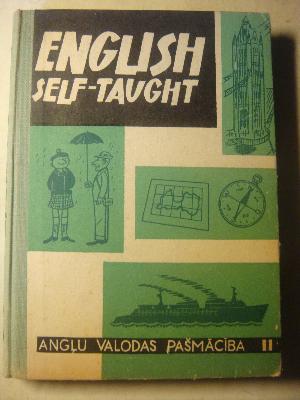 ENGLISH
SELF-TAUGHT
ANGĻU VALODAS PAŠMĀCĪBA II